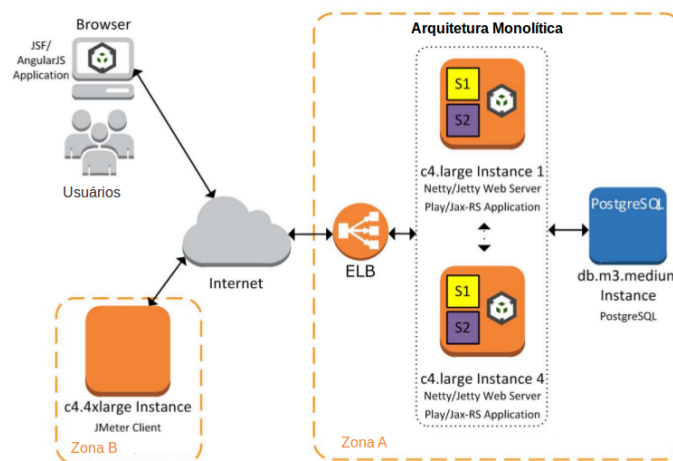 Browser
JSF/
AngularJS
Application
Usuários
Internet
c4.4xlarge Instance
JMeter Client
Zona B
Arquitetura Monolítica
ELB
S1
S2
c4.large Instance 1
Netty/Jetty Web Server
Play/Jax-RS Application
S1
S2
c4.large Instance 4
Netty/Jetty Web Server
Play/Jax-RS Application
PostgreSQL
db.m3.medium
Instance
PostgreSQL
Zona A